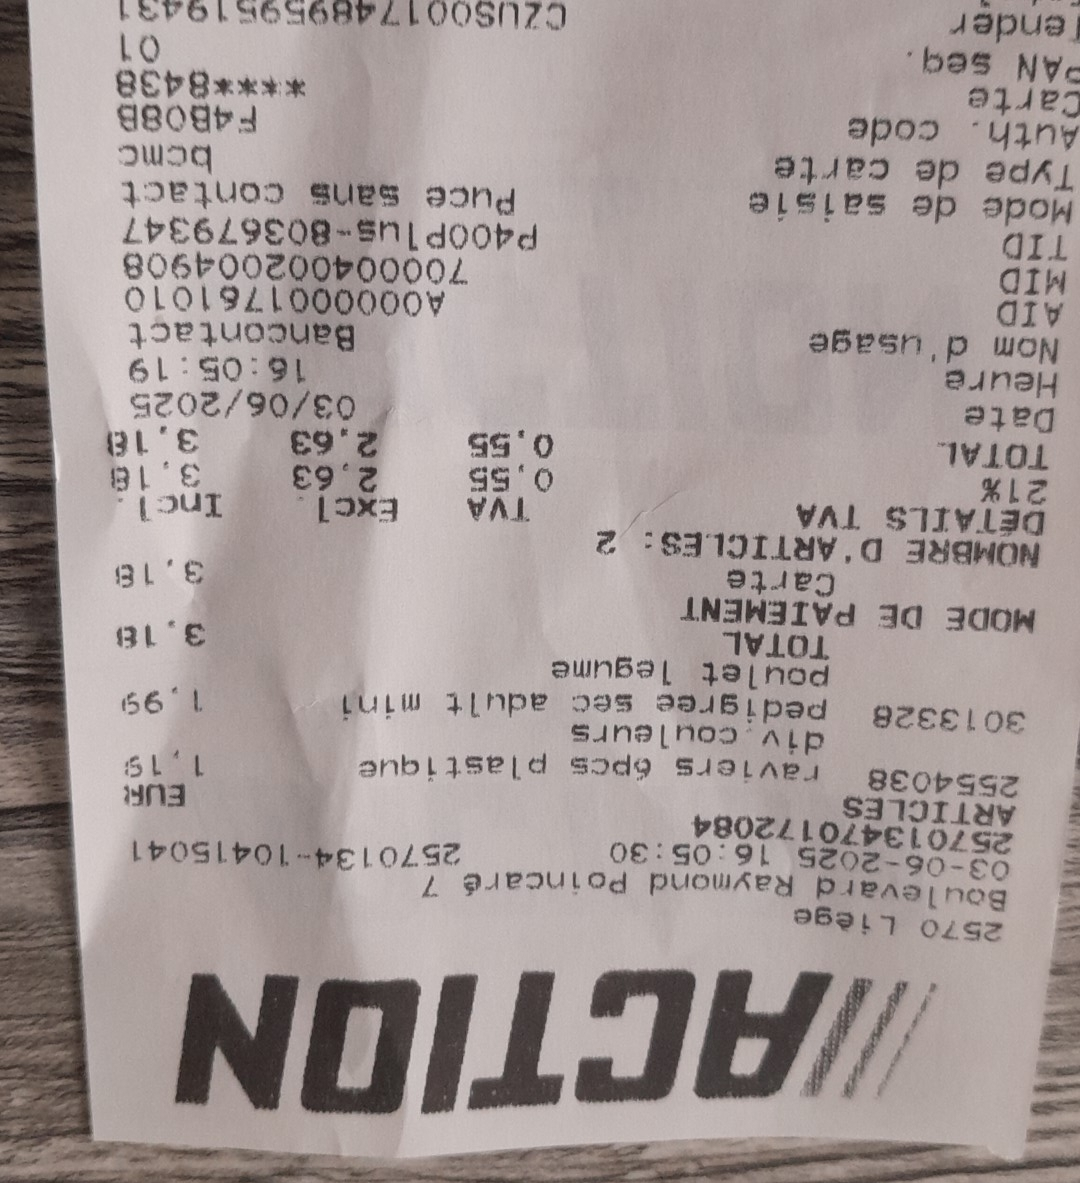 ACTION
2570 Liège
Boulevard Raymond Poincaré 7
03-06-2025 16:05:30 2570134-10415041
257013470172084
ARTICLES EUR
2554038 raviers 6pcs plastique 1,19
div.couleurs
3013328 pedigree sec adult mini 1,99
poulet legume
TOTAL 3,18
MODE DE PAIEMENT
Carte 3,18
NOMBRE D'ARTICLES: 2
DÉTAILS TVA TVA Excl. Incl.
21% 0,55 2,63 3,18
TOTAL 0,55 2,63 3,18
Date 03/06/2025
Heure 16:05:19
Nom d'usage Bancontact
AID A0000001761010
MID 700004002004908
TID P400Plus-803679347
Mode de saisie Puce sans contact
Type de carte bcmc
Auth. code F4B08B
Carte ****8438
PAN seq. 01
Tender CZUS001748959519431